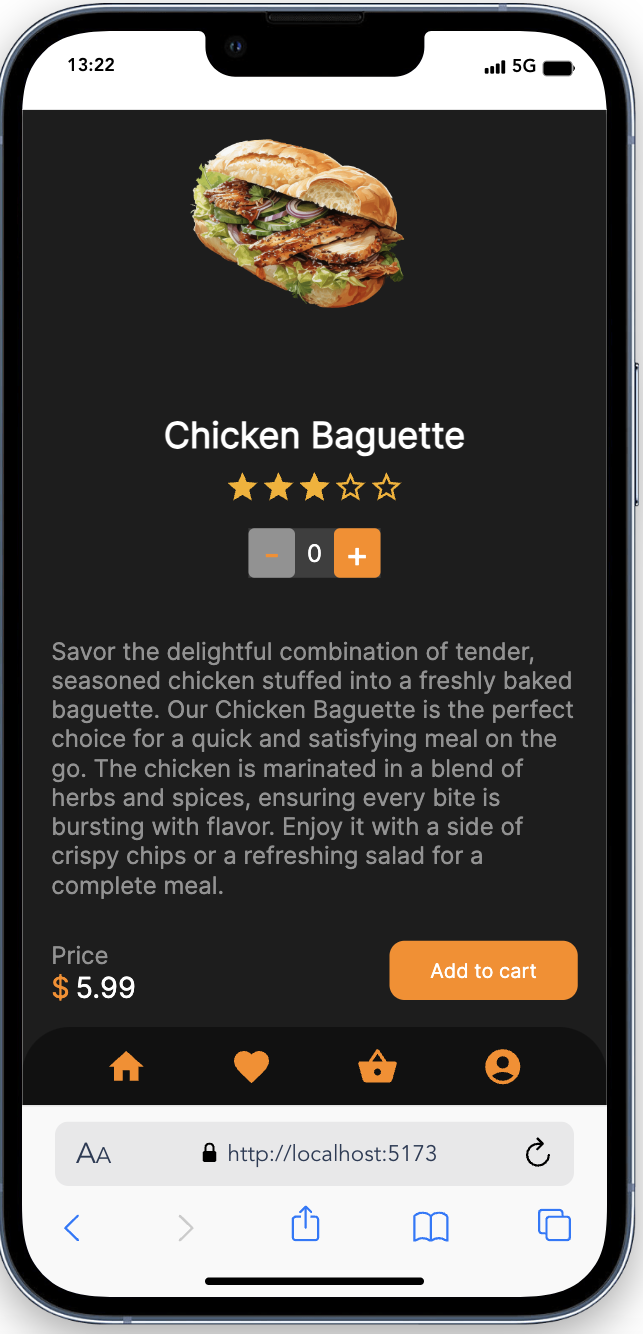 13:22
5G
Chicken Baguette
- 0 +
Savor the delightful combination of tender,
seasoned chicken stuffed into a freshly baked
baguette. Our Chicken Baguette is the perfect
choice for a quick and satisfying meal on the
go. The chicken is marinated in a blend of
herbs and spices, ensuring every bite is
bursting with flavor. Enjoy it with a side of
crispy chips or a refreshing salad for a
complete meal.
Price
$ 5.99
Add to cart
AA http://localhost:5173